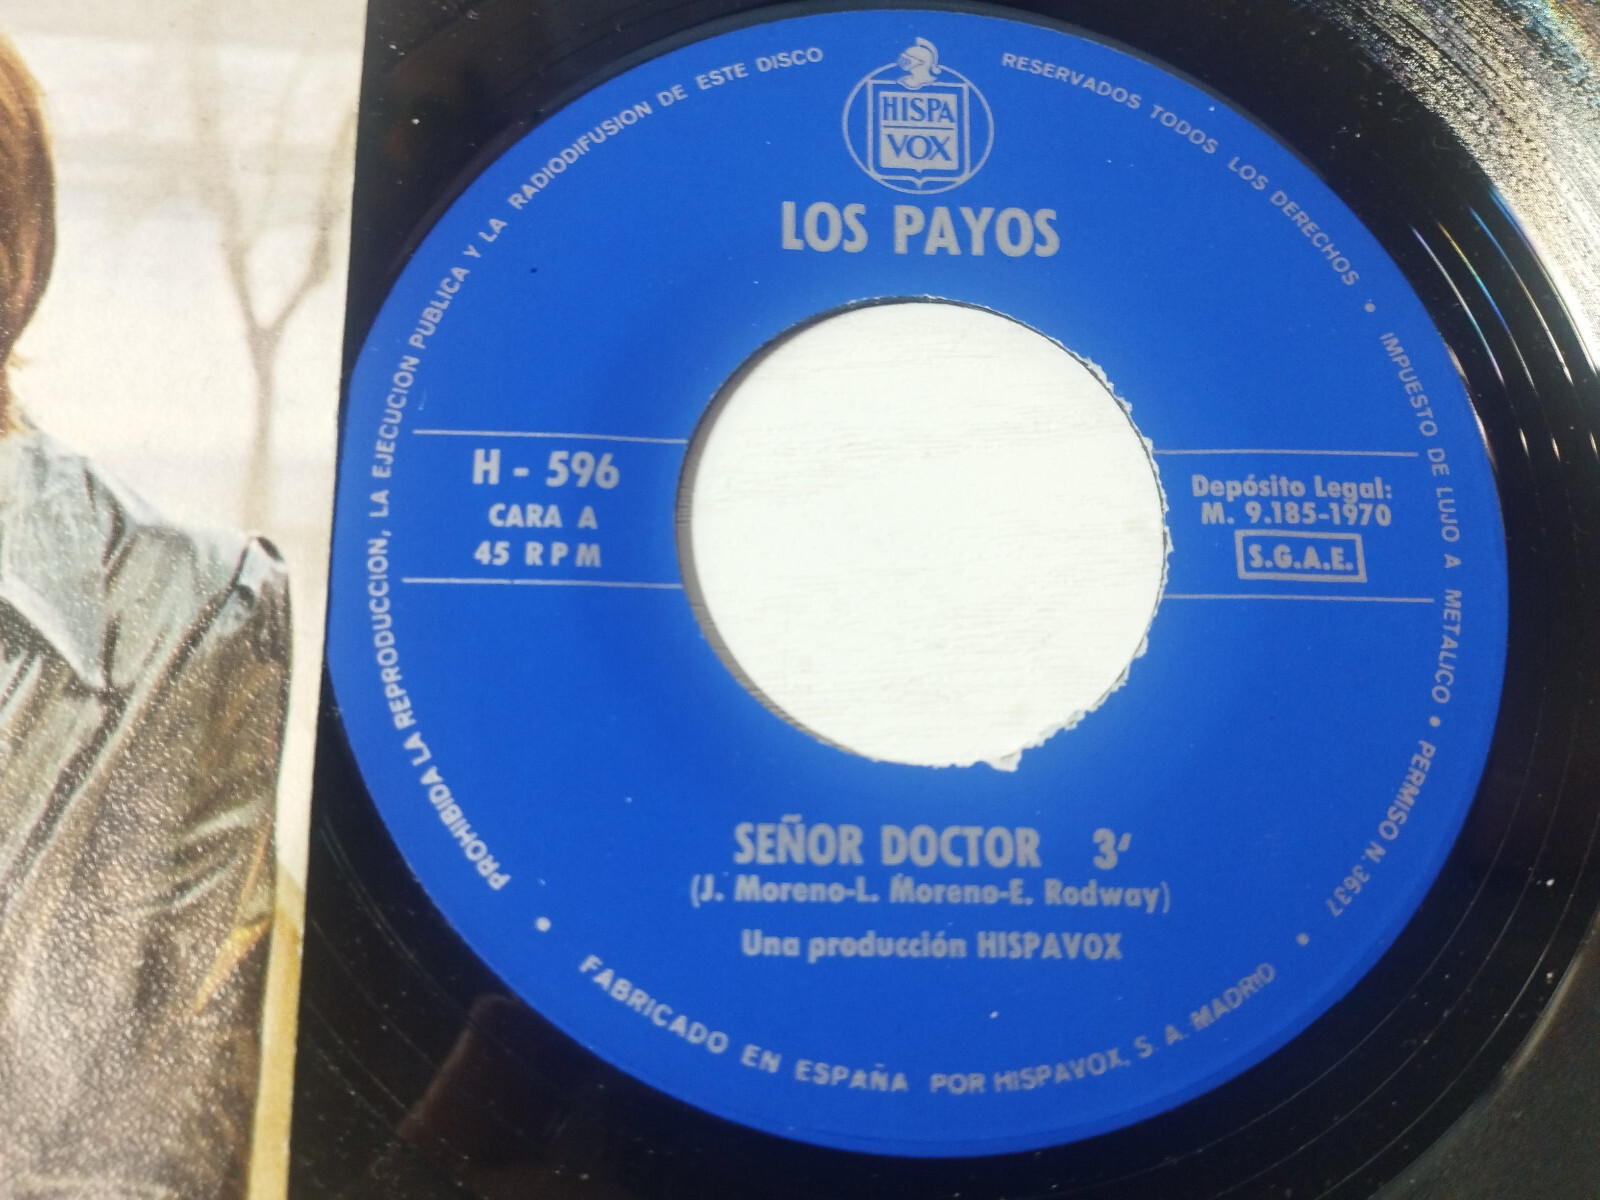 PROHIBIDA LA REPRODUCCION, LA EJECUCION PUBLICA Y LA RADIODIFUSION DE ESTE DISCO
RESERVADOS TODOS LOS DERECHOS • IMPUESTO DE LUJO A METALICO • PERMISO N. 3637
HISPA
VOX
LOS PAYOS
H - 596
CARA A
45 RPM
Depósito Legal:
M. 9.185-1970
S.G.A.E.
SEÑOR DOCTOR 3'
(J. Moreno-L. Moreno-E. Rodway)
Una producción HISPAVOX
• FABRICADO EN ESPAÑA POR HISPAVOX, S. A. MADRID •